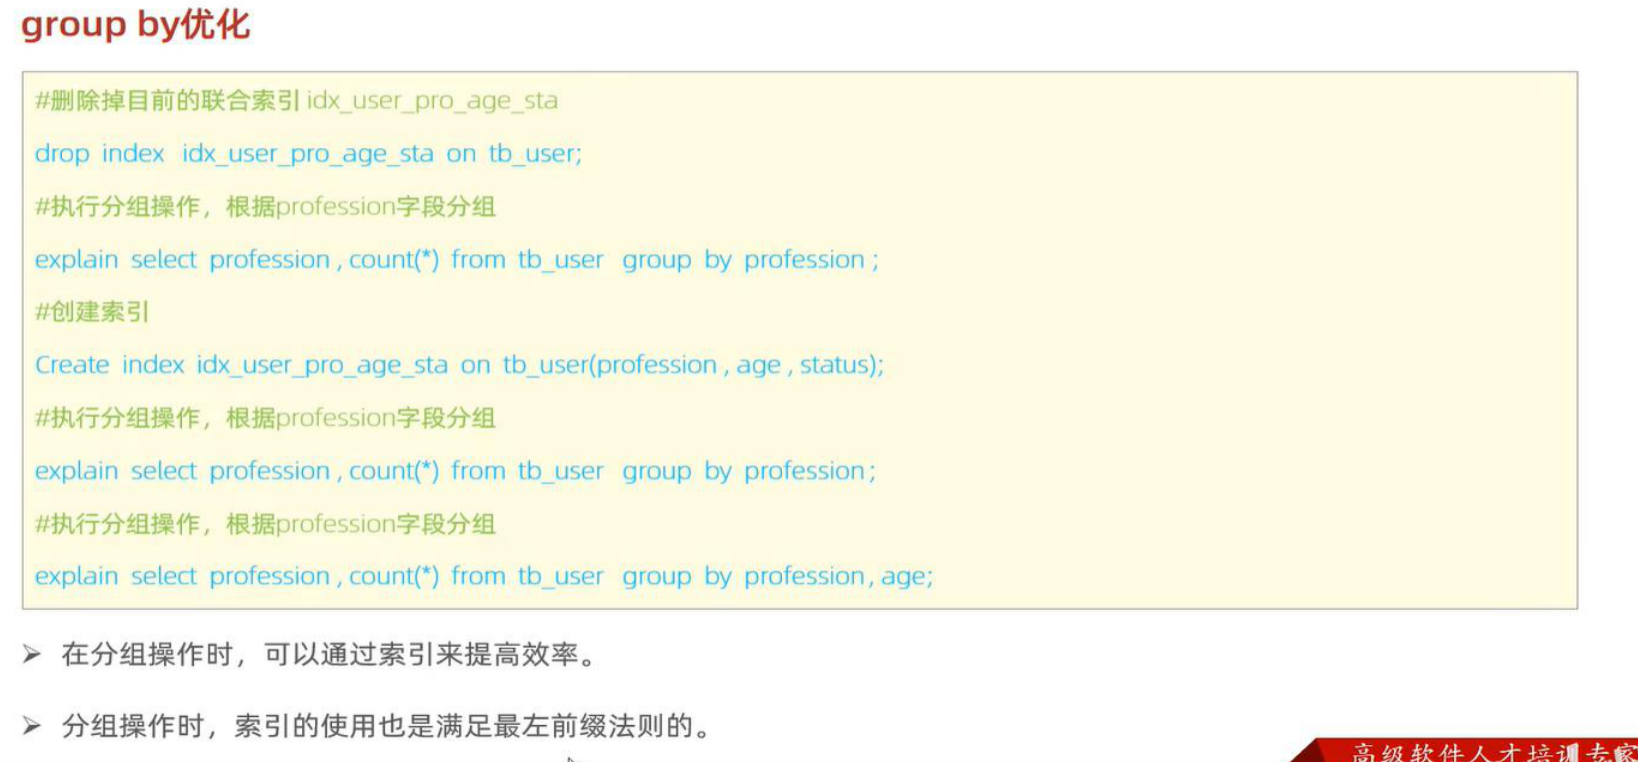 group by优化
#删除掉目前的联合索引 idx_user_pro_age_sta
drop index idx_user_pro_age_sta on tb_user;
#执行分组操作，根据profession字段分组
explain select profession , count(*) from tb_user group by profession ;
#创建索引
Create index idx_user_pro_age_sta on tb_user(profession , age , status);
#执行分组操作，根据profession字段分组
explain select profession , count(*) from tb_user group by profession ;
#执行分组操作，根据profession字段分组
explain select profession , count(*) from tb_user group by profession , age;
➢ 在分组操作时，可以通过索引来提高效率。
➢ 分组操作时，索引的使用也是满足最左前缀法则的。
高级软件人才培训专家